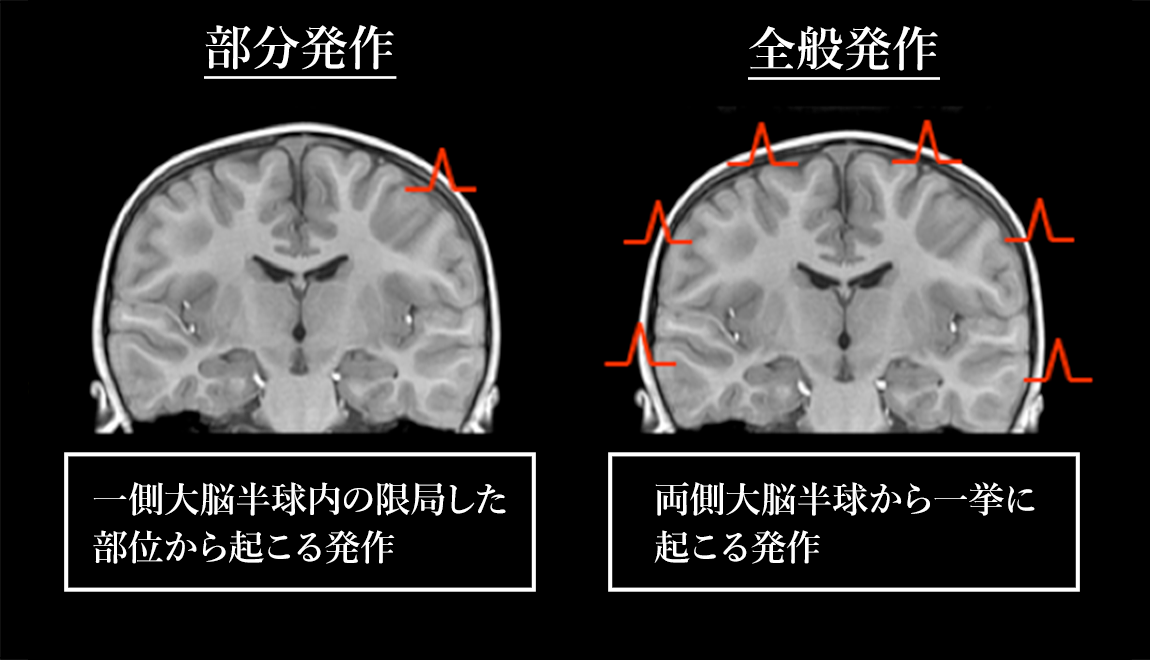 部分発作
一側大脳半球内の限局した
部位から起こる発作
全般発作
両側大脳半球から一挙に
起こる発作